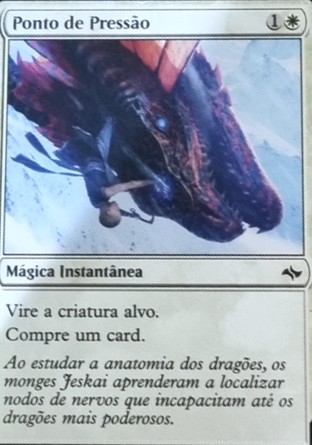 Ponto de Pressão 1
Mágica Instantânea
Vire a criatura alvo.
Compre um card.
Ao estudar a anatomia dos dragões, os
monges Jeskai aprenderam a localizar
nodos de nervos que incapacitam até os
dragões mais poderosos.